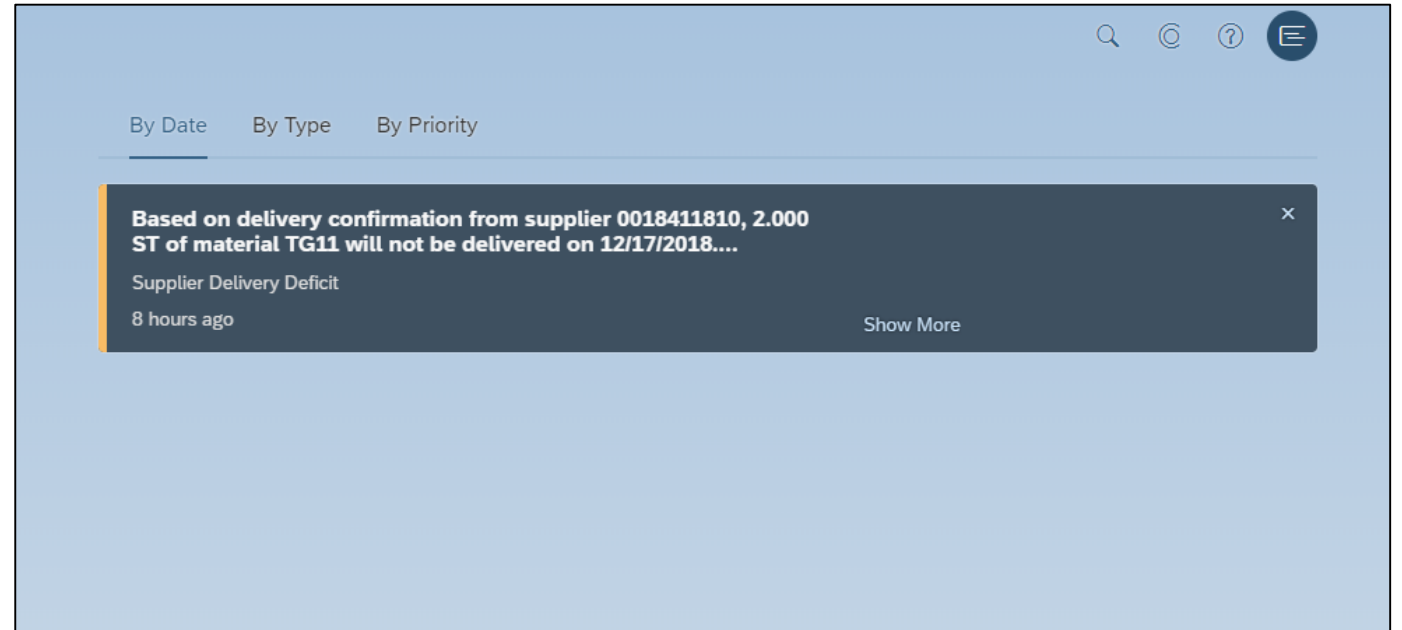 By Date By Type By Priority
Based on delivery confirmation from supplier 0018411810, 2.000
ST of material TG11 will not be delivered on 12/17/2018....
Supplier Delivery Deficit
8 hours ago
Show More